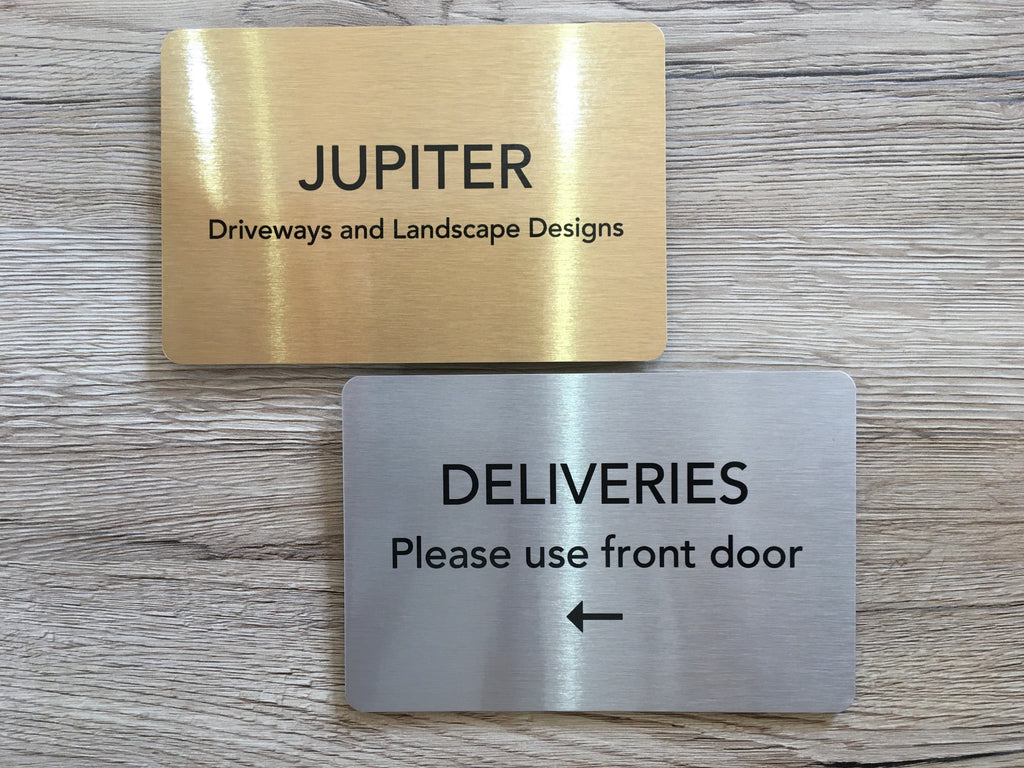 JUPITER
Driveways and Landscape Designs
DELIVERIES
Please use front door
←